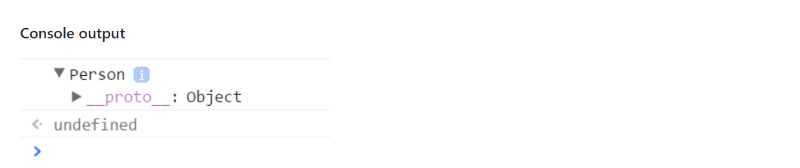 Console output
Person i
__proto__: Object
undefined